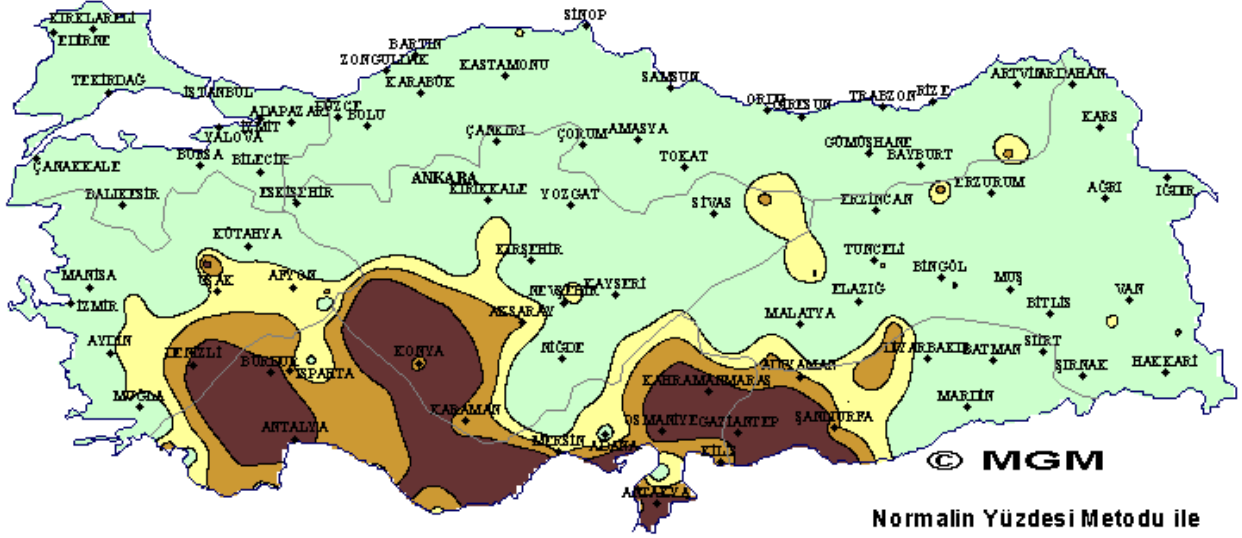 SİNOP
KIRKLARELİ
EDİRNE
BARTIN
ZONGULDAK
KASTAMONU
KARABÜK
TEKİRDAĞ
İSTANBUL
SAMSUN
ARTVİN
ARDAHAN
RİZE
TRABZON
ORDU
GİRESUN
DÜZCE
ADAPAZARI
BOLU
İZMİT
YALOVA
KARS
ÇANKIRI
ÇORUM
AMASYA
ÇANAKKALE
BURSA
BİLECİK
TOKAT
GÜMÜŞHANE
BAYBURT
ANKARA
KIRIKKALE
BALIKESİR
ESKİŞEHİR
YOZGAT
SİVAS
ERZİNCAN
ERZURUM
AĞRI
IĞDIR
KÜTAHYA
KIRŞEHİR
TUNCELİ
MANİSA
UŞAK
AFYON
NEVŞEHİR
KAYSERİ
BİNGÖL
MUŞ
VAN
İZMİR
AKSARAY
ELAZIĞ
BİTLİS
MALATYA
AYDIN
DENİZLİ
BURDUR
ISPARTA
KONYA
NİĞDE
ADIYAMAN
DİYARBAKIR
BATMAN
SİİRT
ŞIRNAK
HAKKARİ
KAHRAMANMARAŞ
MUĞLA
KARAMAN
MARDİN
ANTALYA
MERSİN
ADANA
OSMANİYE
GAZİANTEP
ŞANLIURFA
KİLİS
ANTAKYA
© MGM
Normalin Yüzdesi Metodu ile